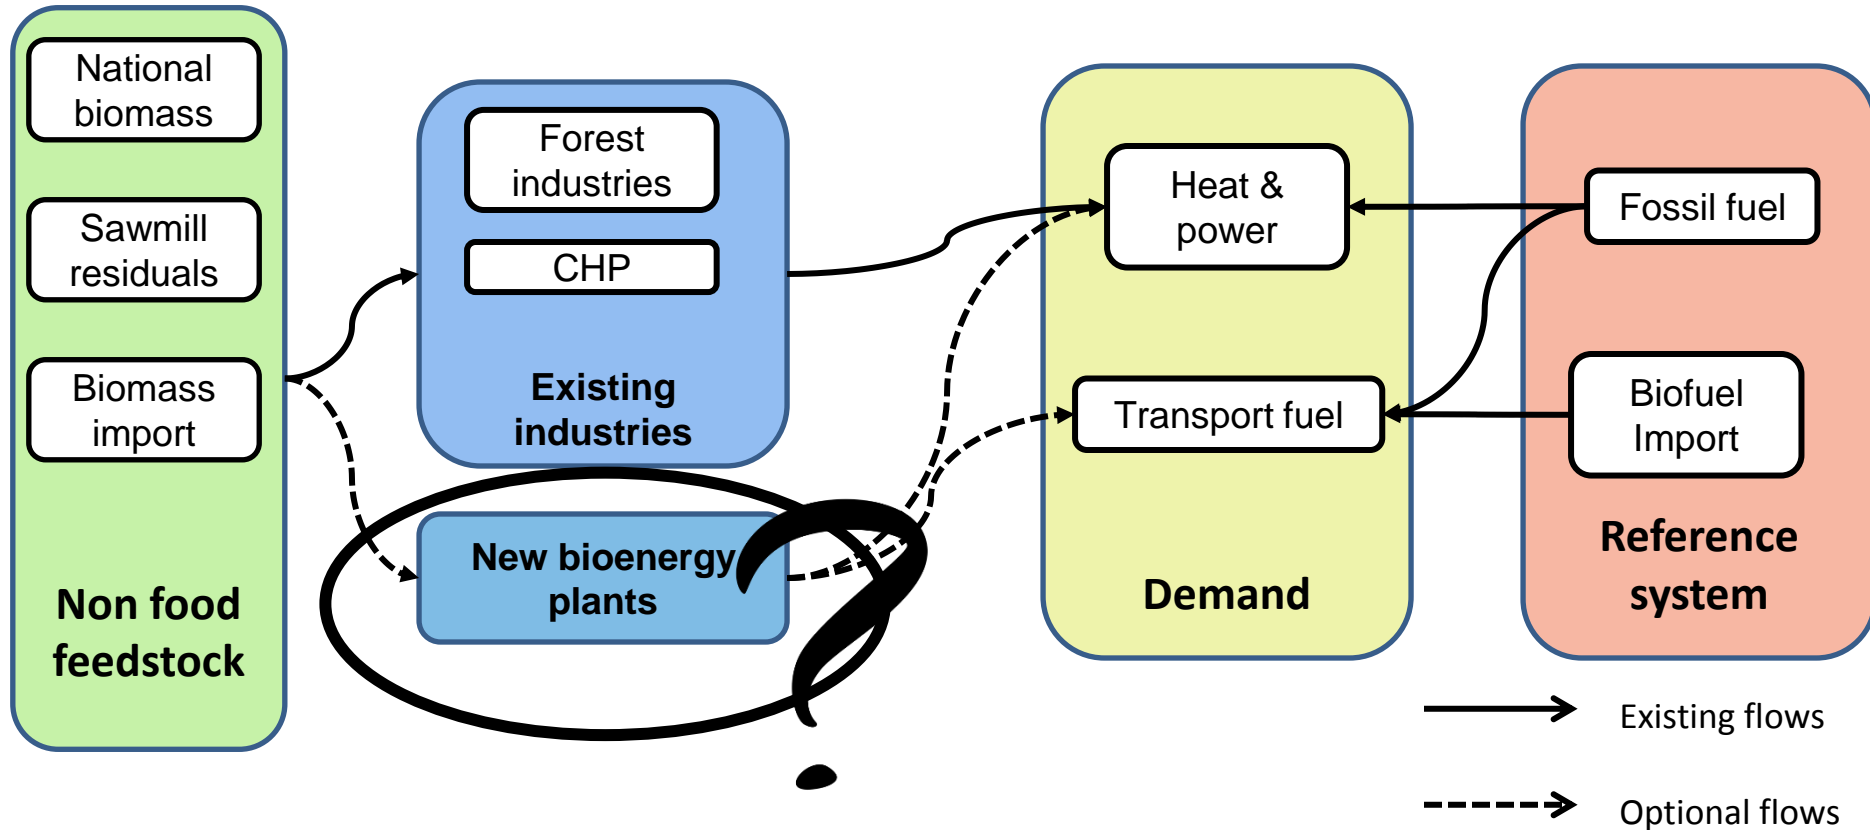 National
biomass
Sawmill
residuals
Biomass
import
Non food
feedstock
Forest
industries
CHP
Existing
industries
New bioenergy
plants
?
Heat &
power
Transport fuel
Demand
Fossil fuel
Biofuel
Import
Reference
system
Existing flows
Optional flows